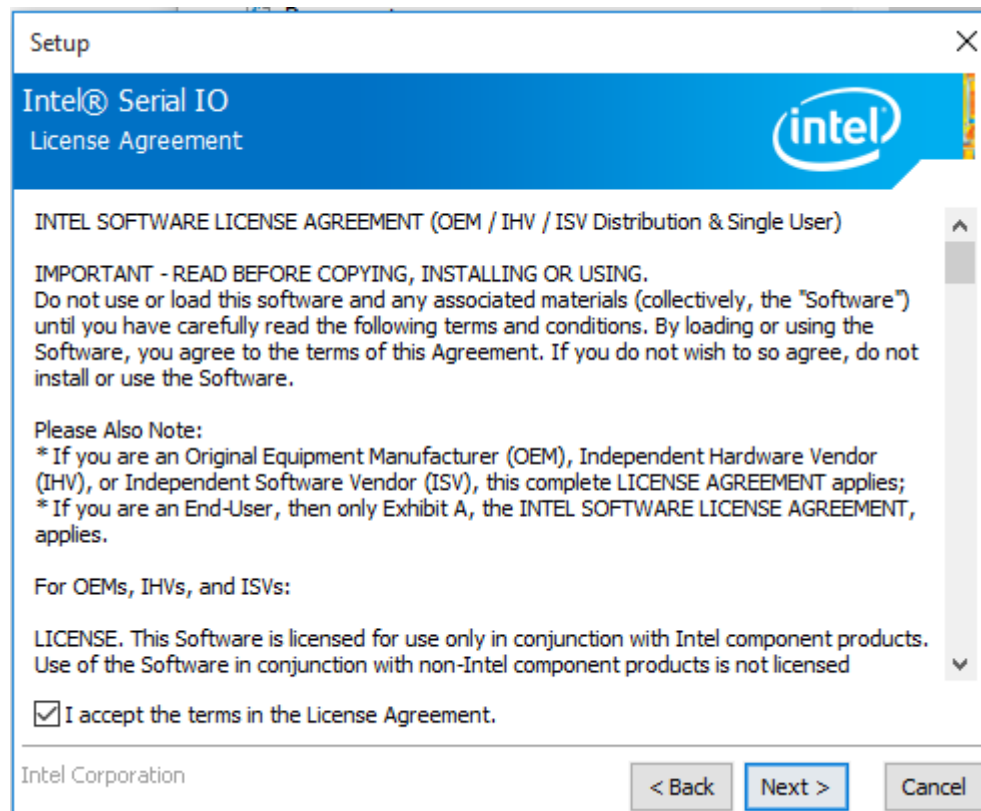 Setup
Intel® Serial IO
License Agreement
intel
INTEL SOFTWARE LICENSE AGREEMENT (OEM / IHV / ISV Distribution & Single User)
IMPORTANT - READ BEFORE COPYING, INSTALLING OR USING.
Do not use or load this software and any associated materials (collectively, the "Software")
until you have carefully read the following terms and conditions. By loading or using the
Software, you agree to the terms of this Agreement. If you do not wish to so agree, do not
install or use the Software.
Please Also Note:
* If you are an Original Equipment Manufacturer (OEM), Independent Hardware Vendor
(IHV), or Independent Software Vendor (ISV), this complete LICENSE AGREEMENT applies;
* If you are an End-User, then only Exhibit A, the INTEL SOFTWARE LICENSE AGREEMENT,
applies.
For OEMs, IHVs, and ISVs:
LICENSE. This Software is licensed for use only in conjunction with Intel component products.
Use of the Software in conjunction with non-Intel component products is not licensed
I accept the terms in the License Agreement.
Intel Corporation
< Back
Next >
Cancel